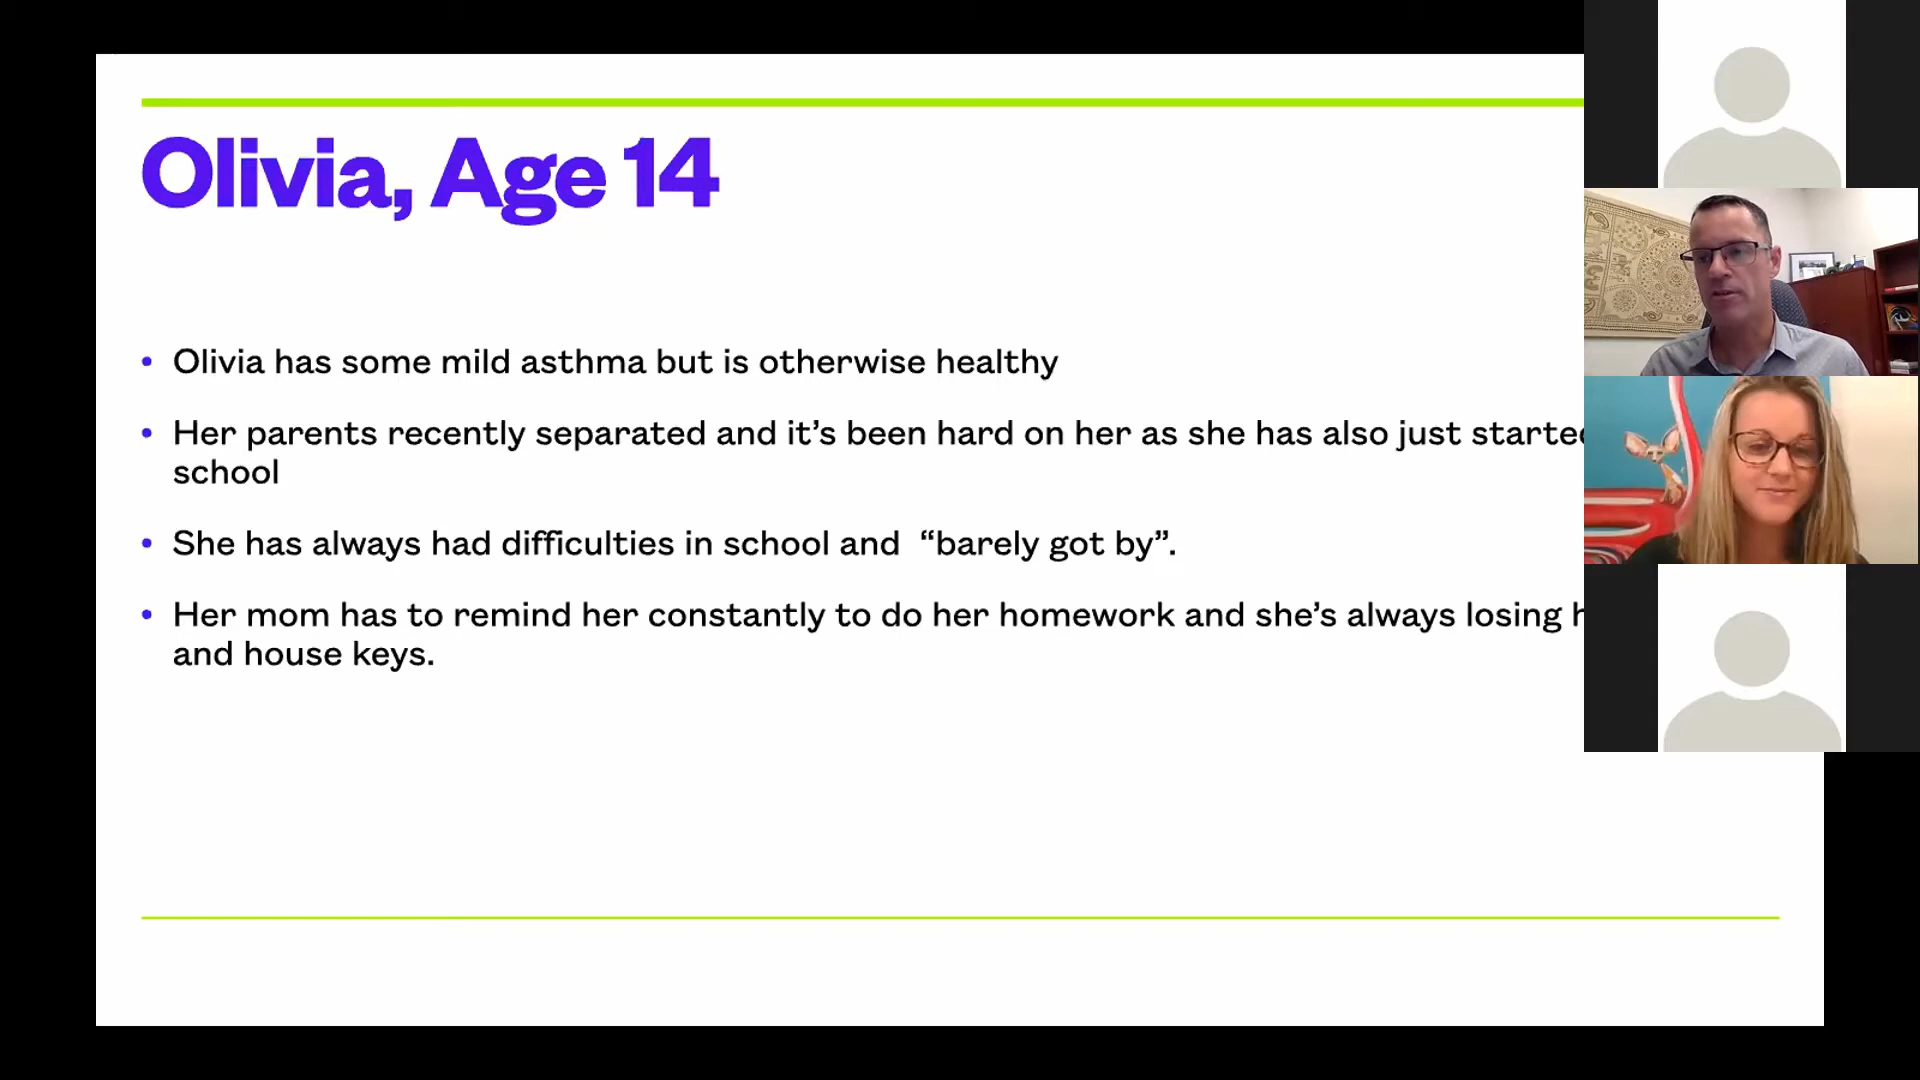 Olivia, Age 14
• Olivia has some mild asthma but is otherwise healthy
• Her parents recently separated and it’s been hard on her as she has also just starte
school
• She has always had difficulties in school and “barely got by”.
• Her mom has to remind her constantly to do her homework and she’s always losing
and house keys.